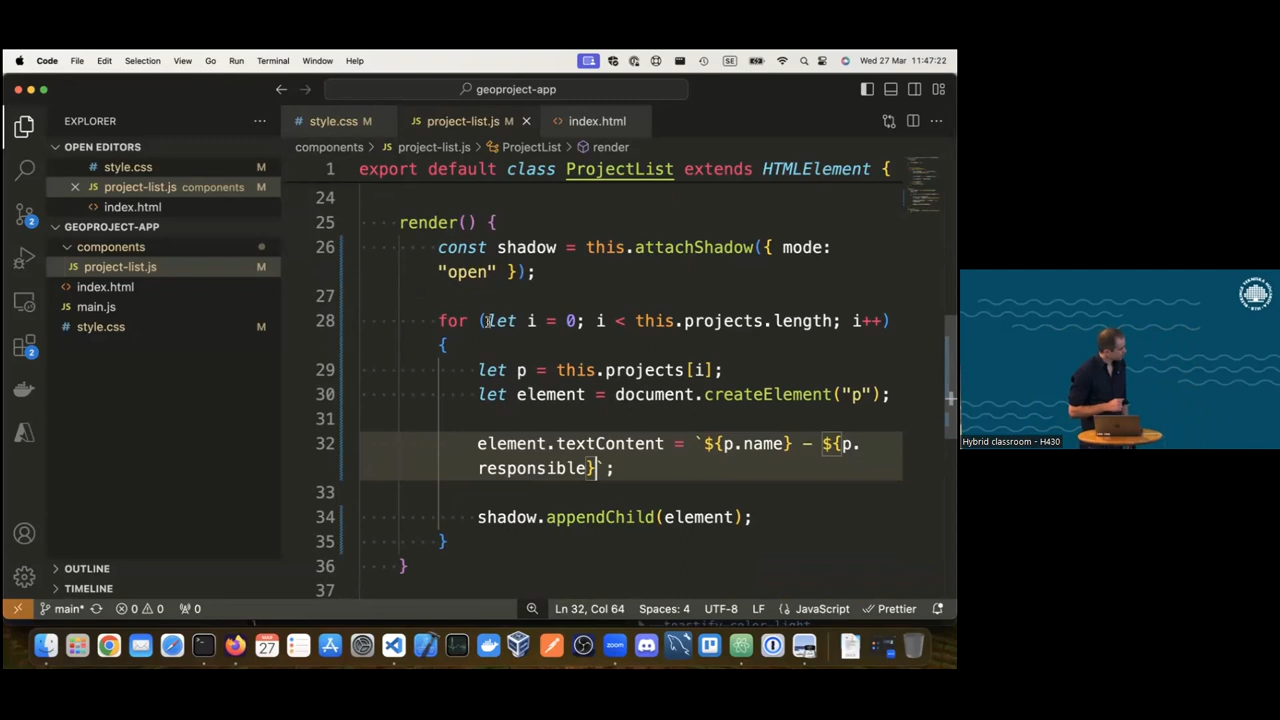 Code File Edit Selection View Go Run Terminal Window Help SE Wed 27 Mar 11:47:22
geoproject-app
EXPLORER
style.css M
project-list.js M
index.html
OPEN EDITORS
style.css M
project-list.js components M
index.html
GEOPROJECT-APP
components
project-list.js M
index.html
main.js
style.css M
OUTLINE
TIMELINE
2
2
components > project-list.js > ProjectList > render
1 export default class ProjectList extends HTMLElement {
24
25 render() {
26 const shadow = this.attachShadow({ mode:
"open" });
27
28 for (let i = 0; i < this.projects.length; i++)
{
29 let p = this.projects[i];
30 let element = document.createElement("p");
31
32 element.textContent = `${p.name} – ${p.
responsible}`;
33
34 shadow.appendChild(element);
35 }
36 }
37
main* 0 0 0 Ln 32, Col 64 Spaces: 4 UTF-8 LF JavaScript Prettier
MAR
27
zoom
Hybrid classroom - H430